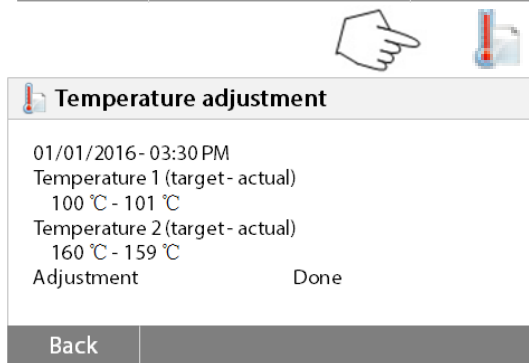 Temperature adjustment
01/01/2016 - 03:30 PM
Temperature 1 (target - actual)
100 ℃ - 101 ℃
Temperature 2 (target - actual)
160 ℃ - 159 ℃
Adjustment Done
Back